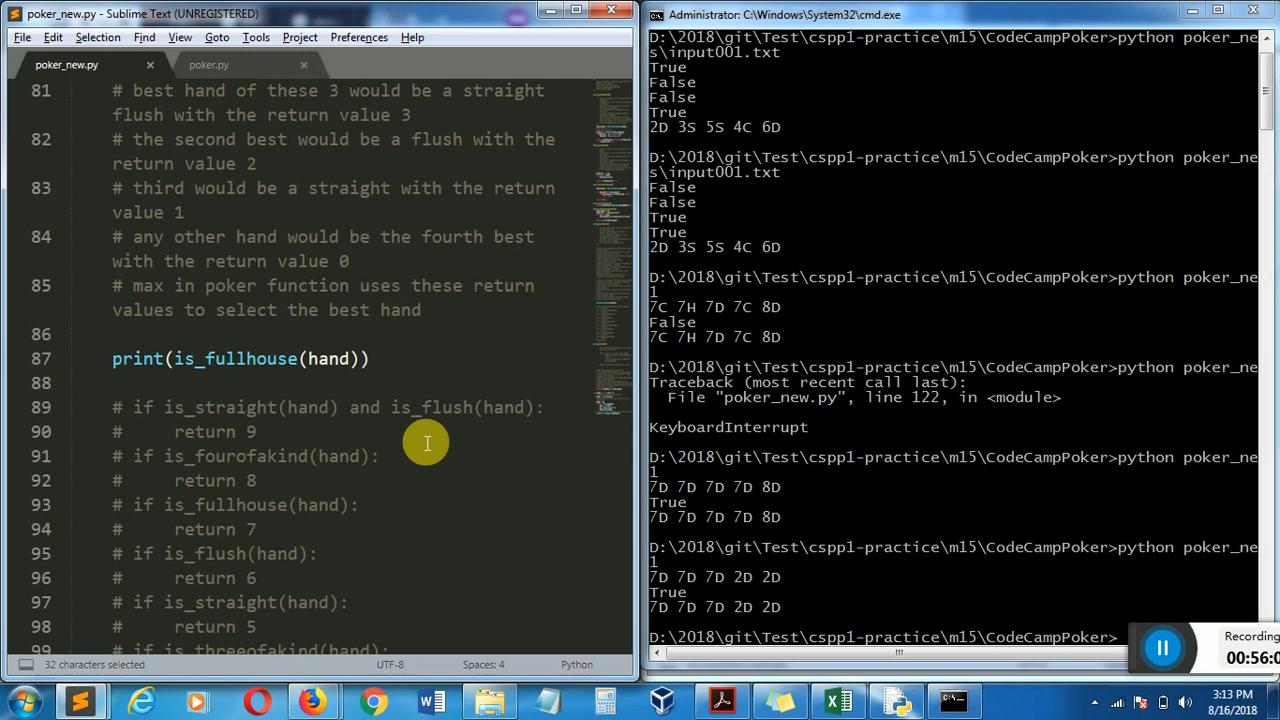 poker_new.py - Sublime Text (UNREGISTERED)
File Edit Selection Find View Goto Tools Project Preferences Help
poker_new.py
poker.py
81 # best hand of these 3 would be a straight
flush with the return value 3
82 # the second best would be a flush with the
return value 2
83 # third would be a straight with the return
value 1
84 # any other hand would be the fourth best
with the return value 0
85 # max in poker function uses these return
values to select the best hand
86
87 print(is_fullhouse(hand))
88
89 # if is_straight(hand) and is_flush(hand):
90 # return 9
91 # if is_fourofakind(hand):
92 # return 8
93 # if is_fullhouse(hand):
94 # return 7
95 # if is_flush(hand):
96 # return 6
97 # if is_straight(hand):
98 # return 5
# if is_threeofakind(hand):
32 characters selected
UTF-8
Spaces: 4
Python
Administrator: C:\Windows\System32\cmd.exe
D:\2018\git\Test\cspp1-practice\m15\CodeCampPoker>python poker_ne
s\input001.txt
True
False
False
True
2D 3S 5S 4C 6D
D:\2018\git\Test\cspp1-practice\m15\CodeCampPoker>python poker_ne
s\input001.txt
False
False
True
True
2D 3S 5S 4C 6D
D:\2018\git\Test\cspp1-practice\m15\CodeCampPoker>python poker_ne
1
7C 7H 7D 7C 8D
False
7C 7H 7D 7C 8D
D:\2018\git\Test\cspp1-practice\m15\CodeCampPoker>python poker_ne
Traceback (most recent call last):
File "poker_new.py", line 122, in <module>
KeyboardInterrupt
D:\2018\git\Test\cspp1-practice\m15\CodeCampPoker>python poker_ne
1
7D 7D 7D 7D 8D
True
7D 7D 7D 7D 8D
D:\2018\git\Test\cspp1-practice\m15\CodeCampPoker>python poker_ne
1
7D 7D 7D 2D 2D
True
7D 7D 7D 2D 2D
D:\2018\git\Test\cspp1-practice\m15\CodeCampPoker>
Recording
00:56:0
3:13 PM
8/16/2018